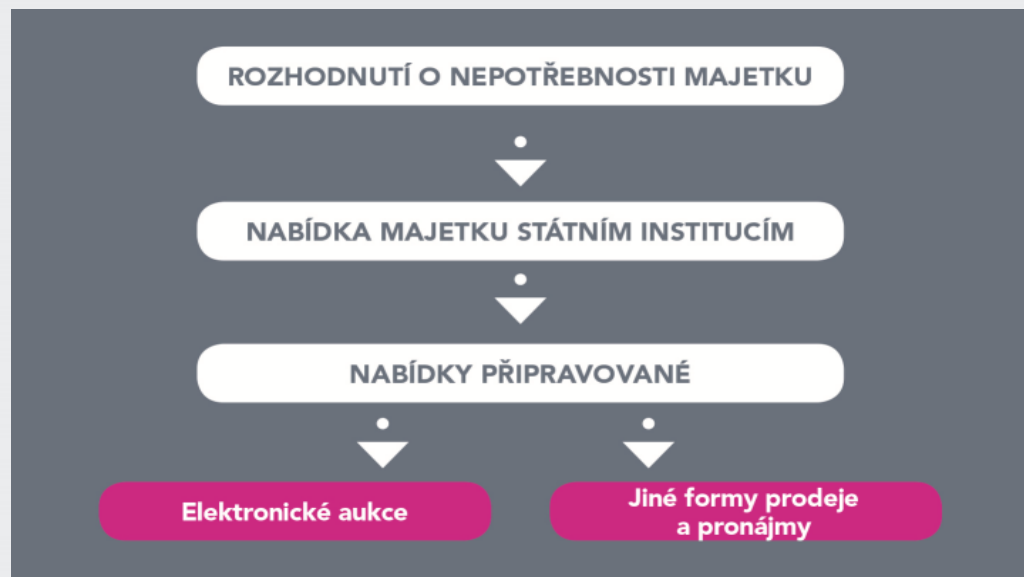 ROZHODNUTÍ O NEPOTŘEBNOSTI MAJETKU
NABÍDKA MAJETKU STÁTNÍM INSTITUCÍM
NABÍDKY PŘIPRAVOVANÉ
Elektronické aukce
Jiné formy prodeje
a pronájmy